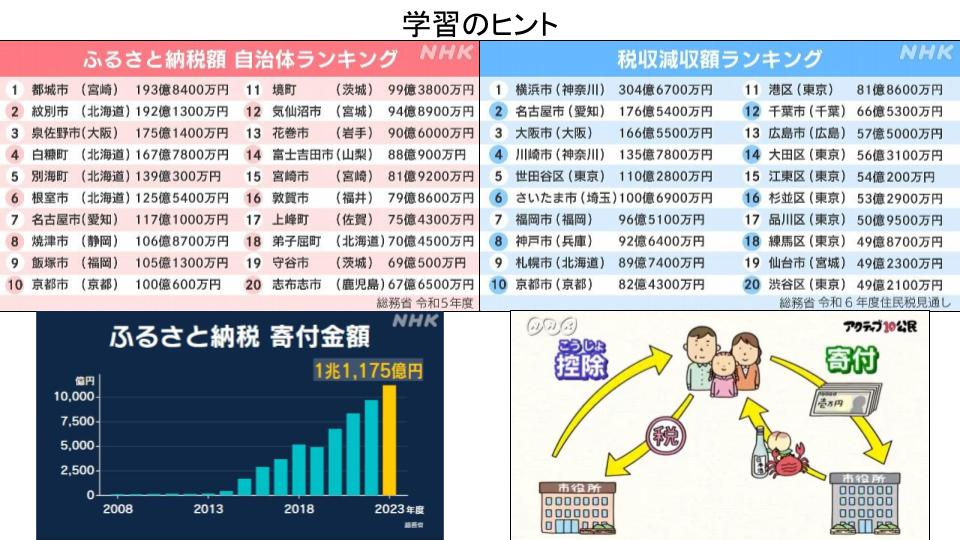 学習のヒント
ふるさと納税額 自治体ランキング NHK
1 都城市 (宮崎) 193億8400万円
2 紋別市 (北海道) 192億1300万円
3 泉佐野市(大阪) 175億1400万円
4 白糠町 (北海道) 167億7800万円
5 別海町 (北海道) 139億300万円
6 根室市 (北海道) 125億5400万円
7 名古屋市(愛知) 117億1000万円
8 焼津市 (静岡) 106億8700万円
9 飯塚市 (福岡) 105億1300万円
10 京都市 (京都) 100億600万円
11 境町 (茨城) 99億3800万円
12 気仙沼市 (宮城) 94億8900万円
13 花巻市 (岩手) 90億6000万円
14 富士吉田市(山梨) 88億900万円
15 宮崎市 (宮崎) 81億9200万円
16 敦賀市 (福井) 79億8600万円
17 上峰町 (佐賀) 75億4300万円
18 弟子屈町 (北海道) 70億4500万円
19 守谷市 (茨城) 69億500万円
20 志布志市 (鹿児島) 67億6500万円
総務省 令和5年度
税収減収額ランキング NHK
1 横浜市(神奈川) 304億6700万円
2 名古屋市(愛知) 176億5400万円
3 大阪市(大阪) 166億5500万円
4 川崎市(神奈川) 135億7800万円
5 世田谷区(東京) 110億2800万円
6 さいたま市(埼玉) 100億6900万円
7 福岡市(福岡) 96億5100万円
8 神戸市(兵庫) 92億6400万円
9 札幌市(北海道) 89億7400万円
10 京都市(京都) 82億4300万円
11 港区(東京) 81億8600万円
12 千葉市(千葉) 66億5300万円
13 広島市(広島) 57億5000万円
14 大田区(東京) 56億3100万円
15 江東区(東京) 54億200万円
16 杉並区(東京) 53億2900万円
17 品川区(東京) 50億9500万円
18 練馬区(東京) 49億8700万円
19 仙台市(宮城) 49億2300万円
20 渋谷区(東京) 49億2100万円
総務省 令和6年度住民税見通し
NHK
ふるさと納税 寄付金額
1兆1,175億円
億円
10,000
7,500
5,000
2,500
0
2008 2013 2018 2023年度
総務省
NHK
アクティブ10公民
こうじょ
控除
寄付
壱万円
税
日本酒
市役所
市役所